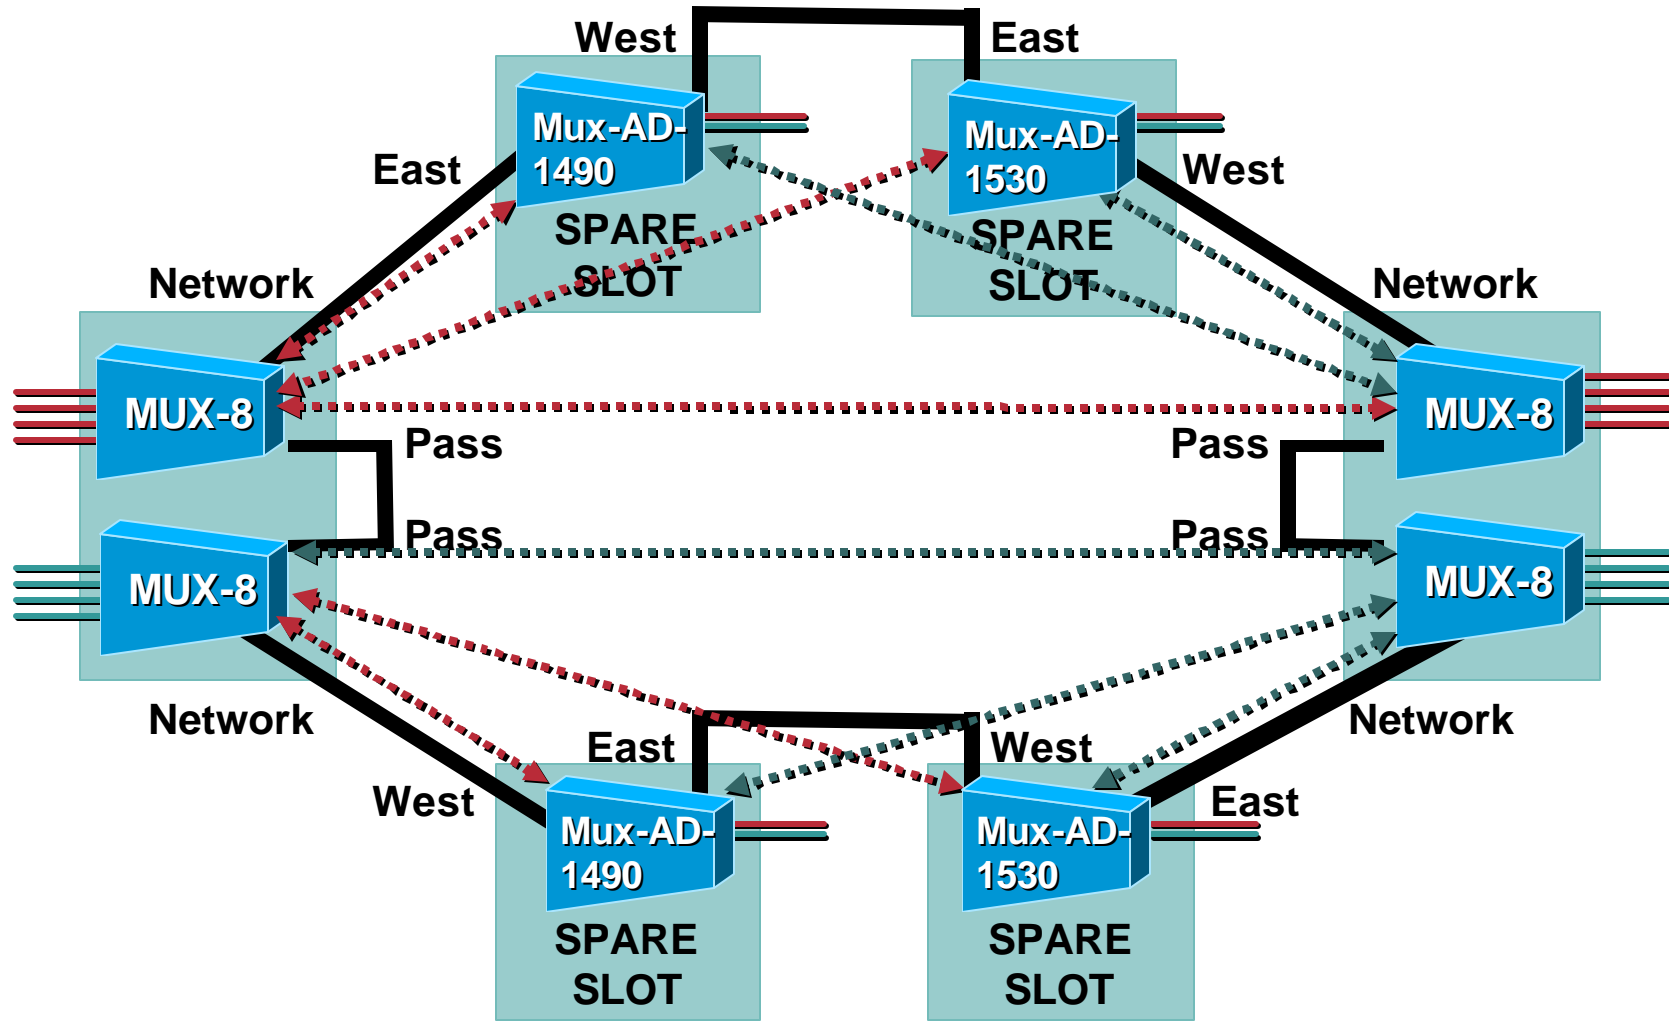 West
East
Mux-AD-
1490
Mux-AD-
1530
East
West
SPARE
SLOT
SPARE
SLOT
Network
Network
MUX-8
MUX-8
Pass
Pass
Pass
Pass
MUX-8
MUX-8
Network
Network
East
West
West
East
Mux-AD-
1490
Mux-AD-
1530
SPARE
SLOT
SPARE
SLOT